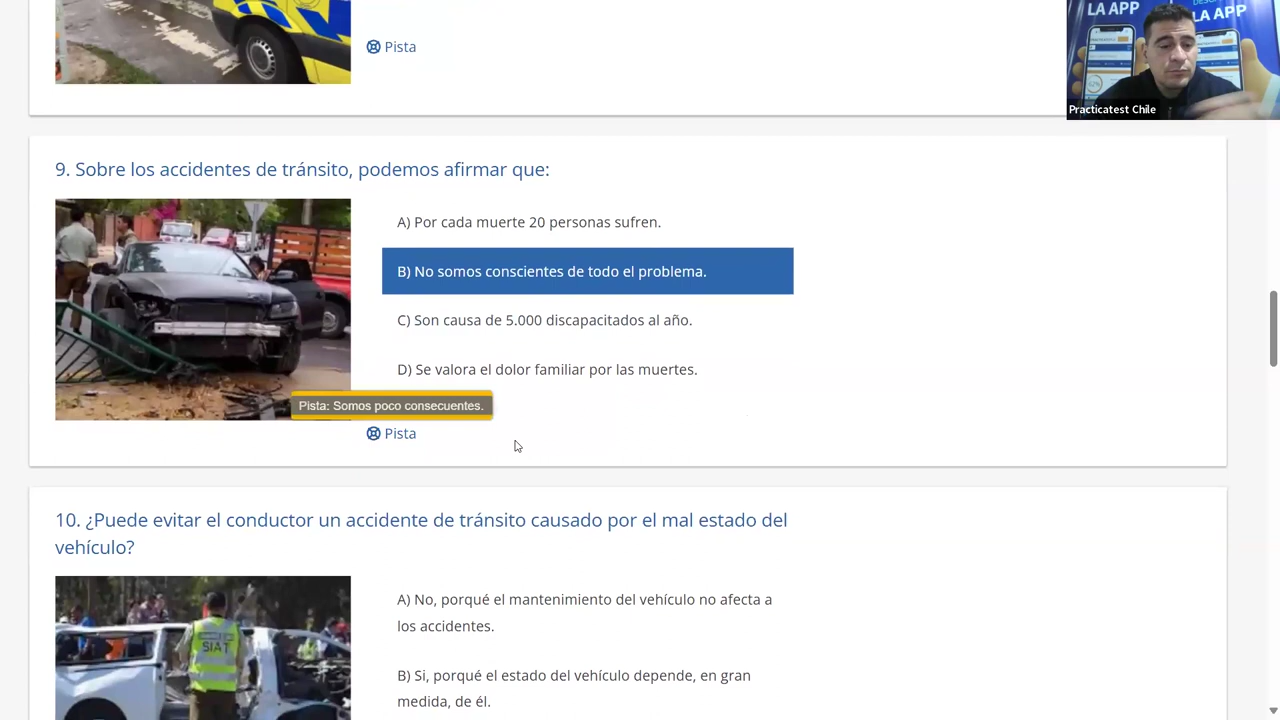 LA APP
LA APP
Practicatest Chile
Pista
9. Sobre los accidentes de tránsito, podemos afirmar que:
A) Por cada muerte 20 personas sufren.
B) No somos conscientes de todo el problema.
C) Son causa de 5.000 discapacitados al año.
D) Se valora el dolor familiar por las muertes.
Pista: Somos poco consecuentes.
Pista
10. ¿Puede evitar el conductor un accidente de tránsito causado por el mal estado del
vehículo?
A) No, porqué el mantenimiento del vehículo no afecta a
los accidentes.
B) Si, porqué el estado del vehículo depende, en gran
medida, de él.
SIAT